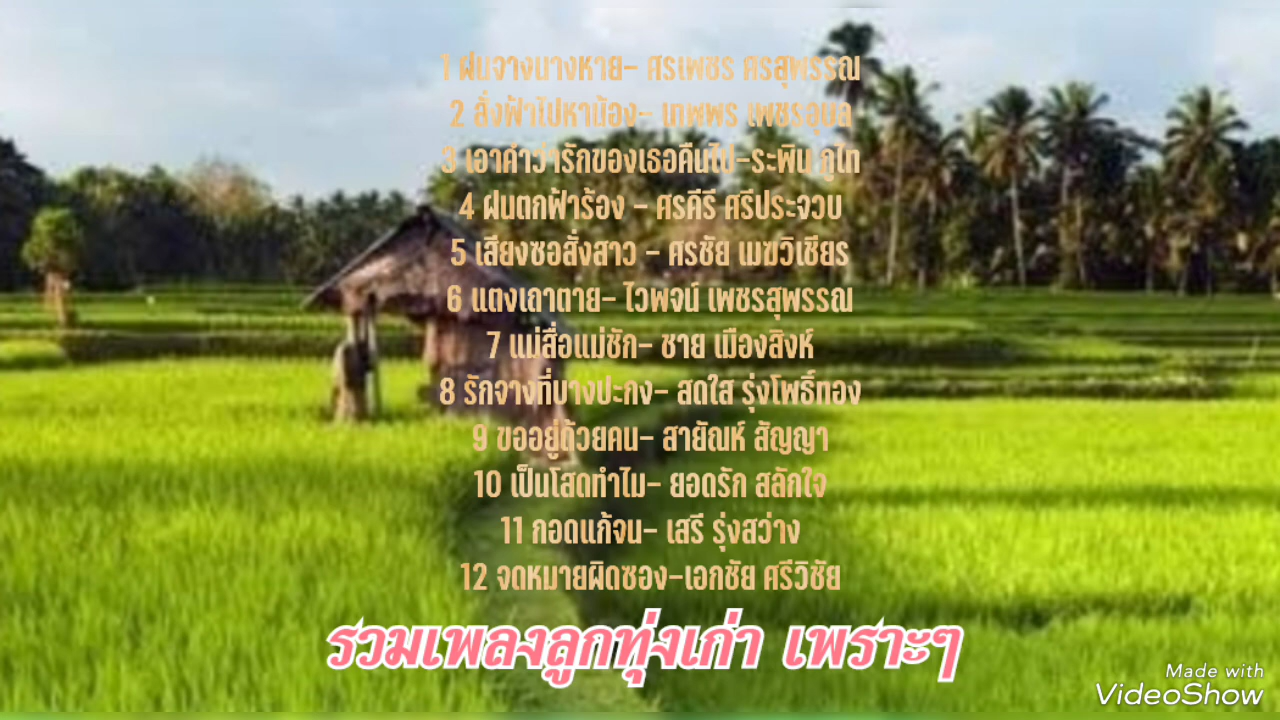 1 ฝนจางนางหาย- ศรเพชร ศรสุพรรณ
2 สั่งฟ้าไปหาน้อง- เทพพร เพชรอุบล
3 เอาคำว่ารักของเธอคืนไป-ระพิน ภูไท
4 ฝนตกฟ้าร้อง - ศรคีรี ศรีประจวบ
5 เสียงซอสั่งสาว - ศรชัย เมฆวิเชียร
6 แตงเถาตาย- ไวพจน์ เพชรสุพรรณ
7 แม่สื่อแม่ชัก- ชาย เมืองสิงห์
8 รักจางที่บางปะกง- สดใส รุ่งโพธิ์ทอง
9 ขออยู่ด้วยคน- สายัณห์ สัญญา
10 เป็นโสดทำไม- ยอดรัก สลักใจ
11 กอดแก้จน- เสรี รุ่งสว่าง
12 จดหมายผิดซอง-เอกชัย ศรีวิชัย
รวมเพลงลูกทุ่งเก่า เพราะๆ
Made with
VideoShow